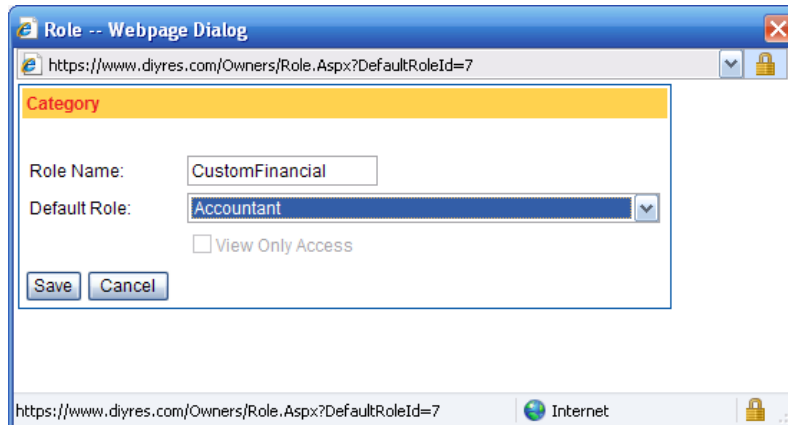 Role -- Webpage Dialog
https://www.diyres.com/Owners/Role.Aspx?DefaultRoleId=7
Category
Role Name: CustomFinancial
Default Role: Accountant
View Only Access
Save Cancel
https://www.diyres.com/Owners/Role.Aspx?DefaultRoleId=7 Internet